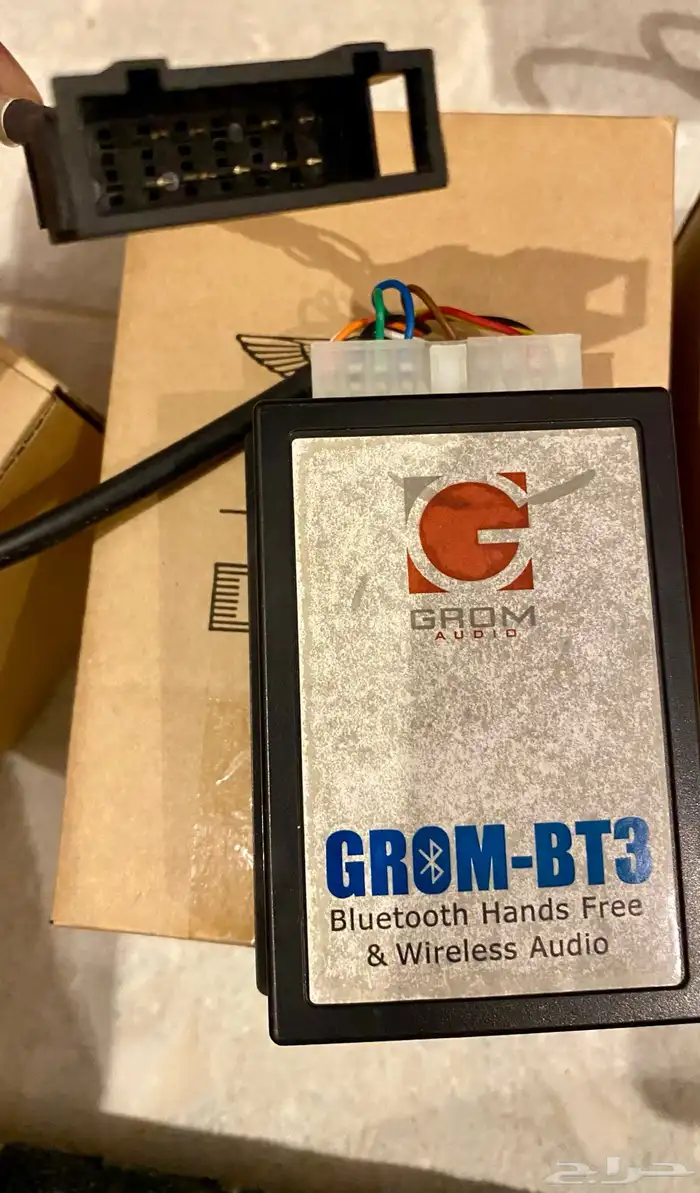 GROM
AUDIO
GROM-BT3
Bluetooth Hands Free
& Wireless Audio
حراج